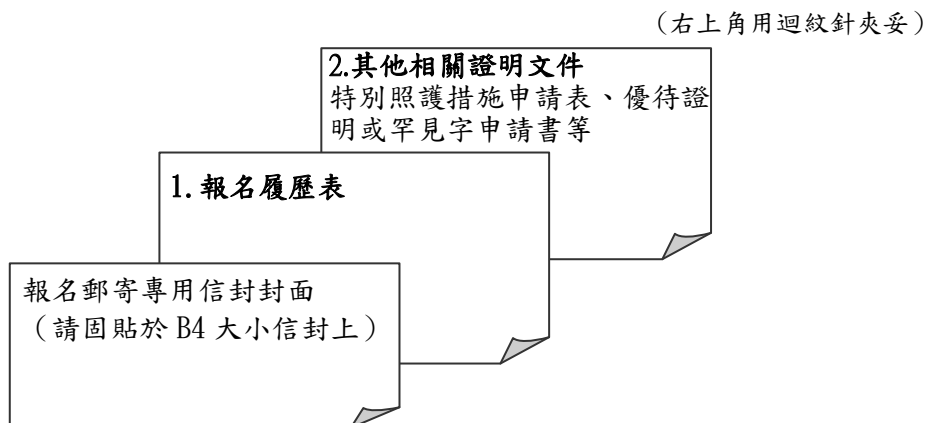 （右上角用迴紋針夾妥）
2.其他相關證明文件
特別照護措施申請表、優待證
明或罕見字申請書等
1.報名履歷表
報名郵寄專用信封封面
（請固貼於 B4 大小信封上）